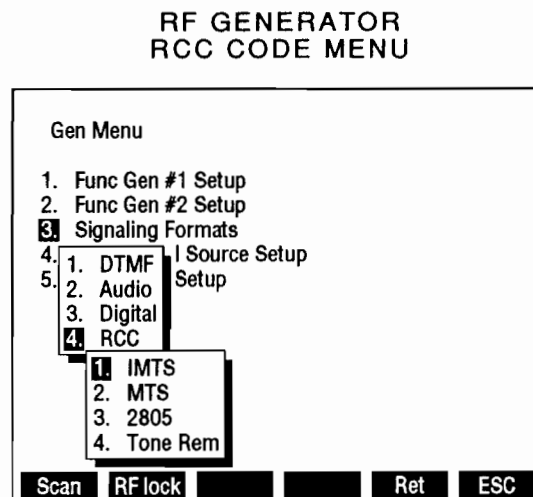 RF GENERATOR
RCC CODE MENU
Gen Menu
1. Func Gen #1 Setup
2. Func Gen #2 Setup
3. Signaling Formats
4. l Source Setup
5. Setup
1. DTMF
2. Audio
3. Digital
4. RCC
1. IMTS
2. MTS
3. 2805
4. Tone Rem
Scan RF lock Ret ESC